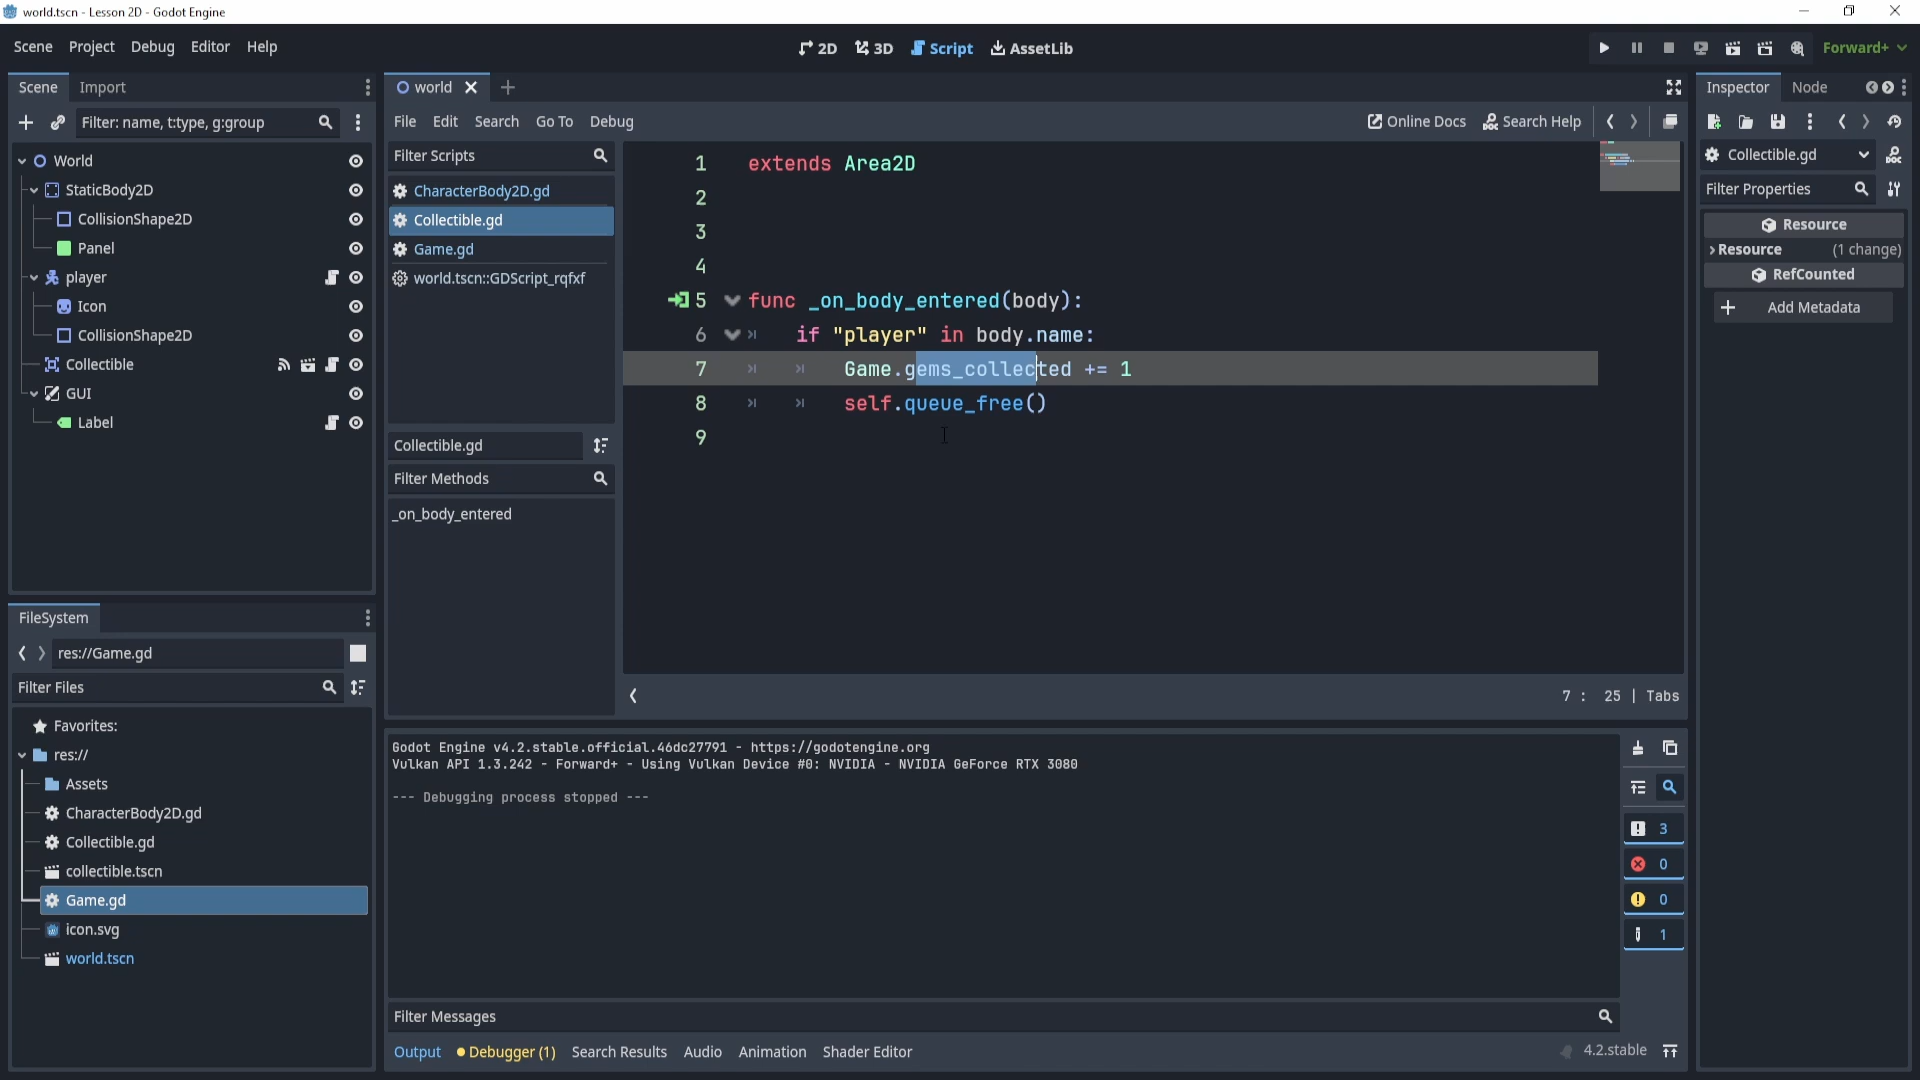 world.tscn - Lesson 2D - Godot Engine
Scene Project Debug Editor Help
2D 3D Script AssetLib
Forward+
Scene Import
Filter: name, t:type, g:group
World
StaticBody2D
CollisionShape2D
Panel
player
Icon
CollisionShape2D
Collectible
GUI
Label
FileSystem
res://Game.gd
Filter Files
Favorites:
res://
Assets
CharacterBody2D.gd
Collectible.gd
collectible.tscn
Game.gd
icon.svg
world.tscn
world
File Edit Search Go To Debug
Online Docs Search Help
Filter Scripts
CharacterBody2D.gd
Collectible.gd
Game.gd
world.tscn::GDScript_rqfxf
Collectible.gd
Filter Methods
_on_body_entered
1 extends Area2D
2
3
4
5 func _on_body_entered(body):
6 if "player" in body.name:
7 Game.gems_collected += 1
8 self.queue_free()
9
7 : 25 | Tabs
Godot Engine v4.2.stable.official.46dc27791 - https://godotengine.org
Vulkan API 1.3.242 - Forward+ - Using Vulkan Device #0: NVIDIA - NVIDIA GeForce RTX 3080
--- Debugging process stopped ---
3
0
0
1
Filter Messages
Output Debugger (1) Search Results Audio Animation Shader Editor
4.2.stable
Inspector Node
Collectible.gd
Filter Properties
Resource
Resource (1 change)
RefCounted
Add Metadata